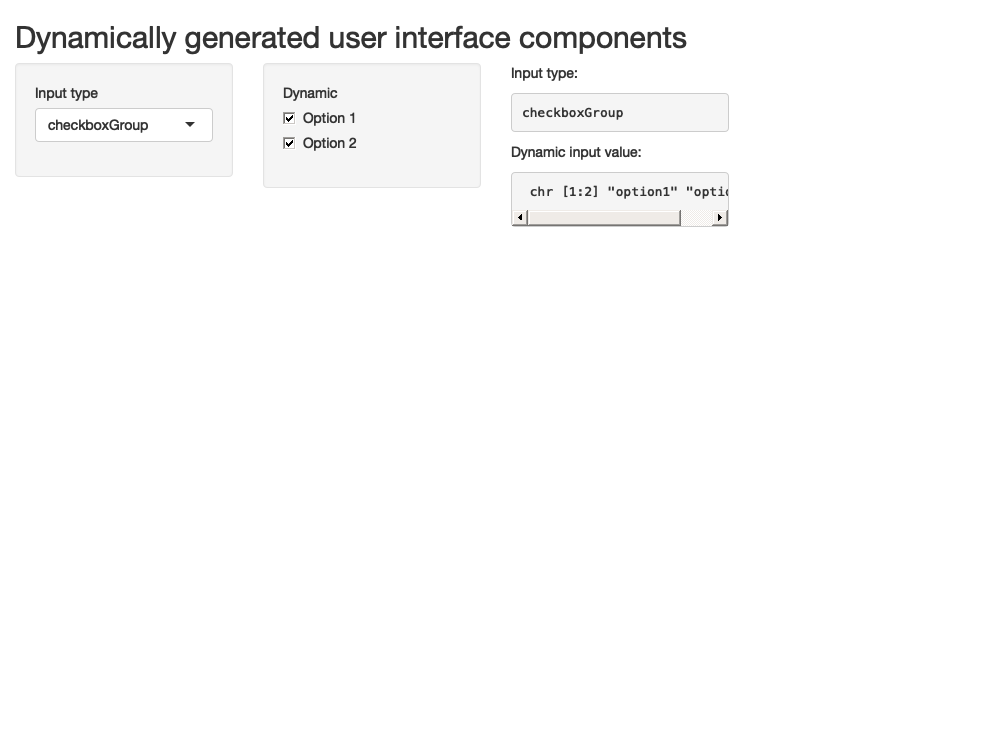 Dynamically generated user interface components
Input type
checkboxGroup
Dynamic
Option 1
Option 2
Input type:
checkboxGroup
Dynamic input value:
chr [1:2] "option1" "optio